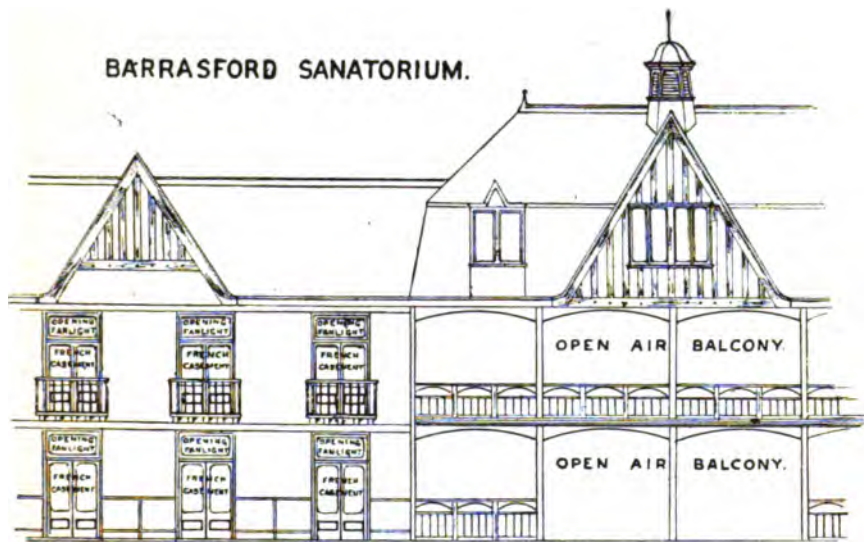 BARRASFORD SANATORIUM.
OPENING
FANLIGHT
FRENCH
CASEMENT
OPENING
FANLIGHT
FRENCH
CASEMENT
OPENING
FANLIGHT
FRENCH
CASEMENT
OPEN AIR BALCONY.
OPENING
FANLIGHT
FRENCH
CASEMENT
OPENING
FANLIGHT
FRENCH
CASEMENT
OPENING
FANLIGHT
FRENCH
CASEMENT
OPEN AIR BALCONY.